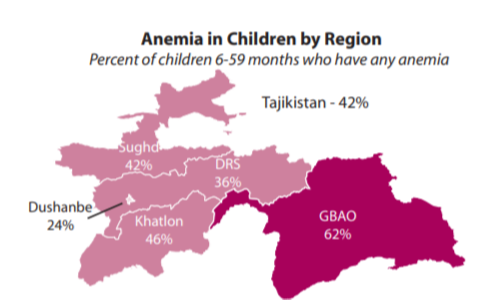 Anemia in Children by Region
Percent of children 6-59 months who have any anemia
Tajikistan - 42%
Sughd
42%
DRS
36%
Dushanbe
24%
Khatlon
46%
GBAO
62%